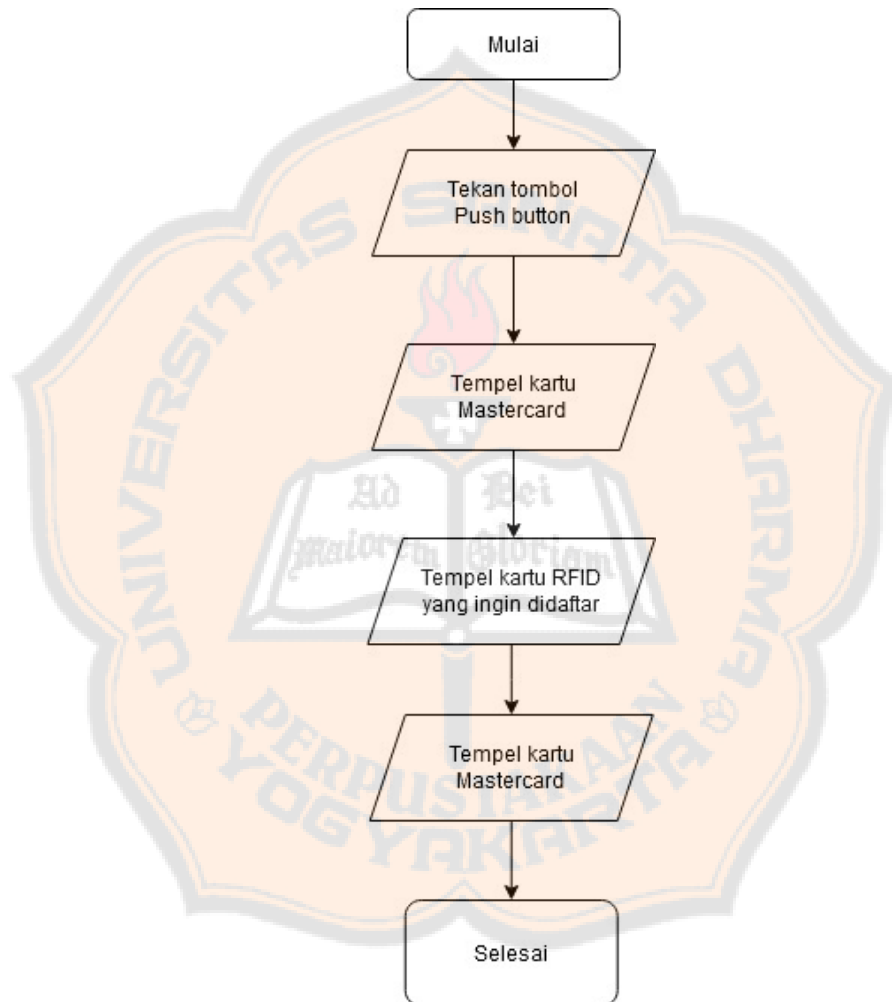 Mulai
Tekan tombol
Push button
Tempel kartu
Mastercard
Tempel kartu RFID
yang ingin didaftar
Tempel kartu
Mastercard
Selesai
UNIVERSITAS SANATA DHARMA
Ad
Maiorem
Dei
Gloriam
PERPUSTAKAAN
YOGYAKARTA